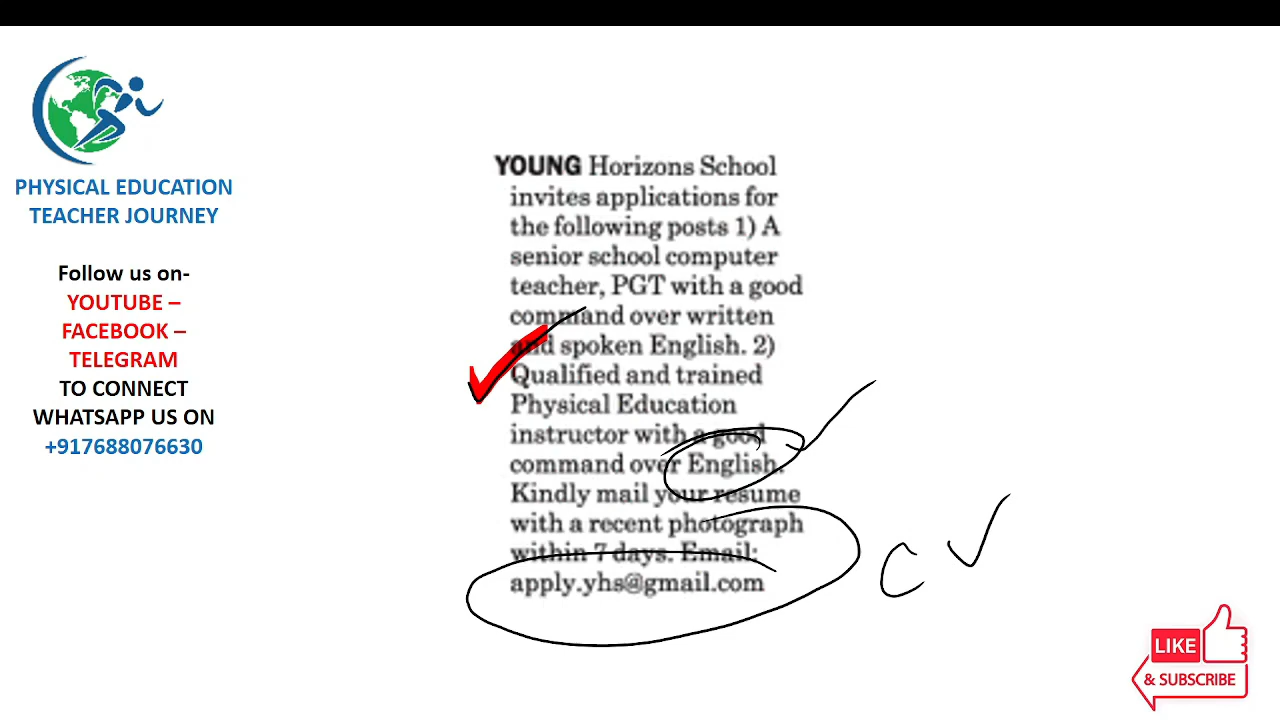 PHYSICAL EDUCATION
TEACHER JOURNEY
Follow us on-
YOUTUBE –
FACEBOOK –
TELEGRAM
TO CONNECT
WHATSAPP US ON
+917688076630
YOUNG Horizons School
invites applications for
the following posts 1) A
senior school computer
teacher, PGT with a good
command over written
and spoken English. 2)
Qualified and trained
Physical Education
instructor with a good
command over English.
Kindly mail your resume
with a recent photograph
within 7 days. Email:
apply.yhs@gmail.com
CV
LIKE
& SUBSCRIBE